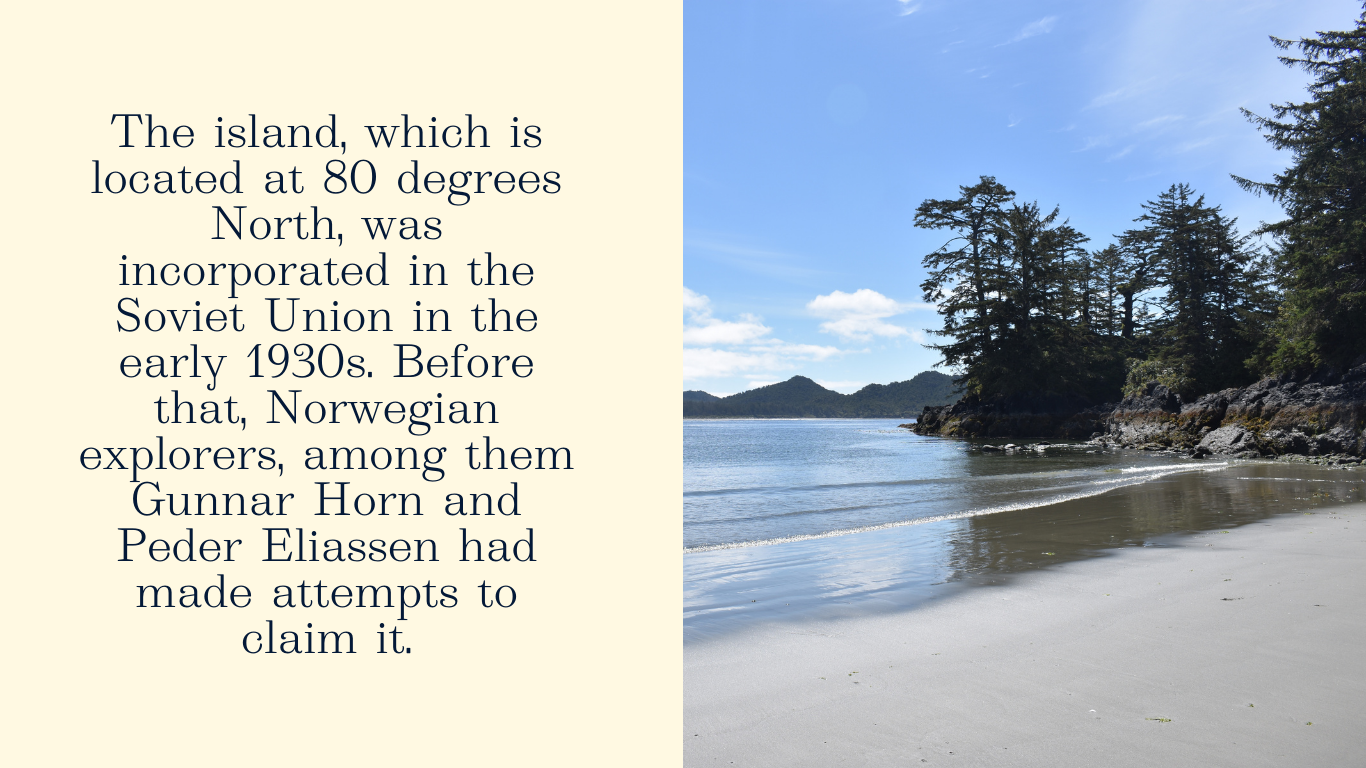 The island, which is
located at 80 degrees
North, was
incorporated in the
Soviet Union in the
early 1930s. Before
that, Norwegian
explorers, among them
Gunnar Horn and
Peder Eliassen had
made attempts to
claim it.